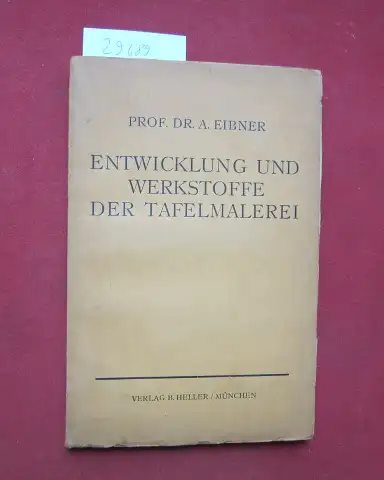 29689
PROF. DR. A. EIBNER
ENTWICKLUNG UND
WERKSTOFFE
DER TAFELMALEREI
VERLAG B. HELLER / MÜNCHEN